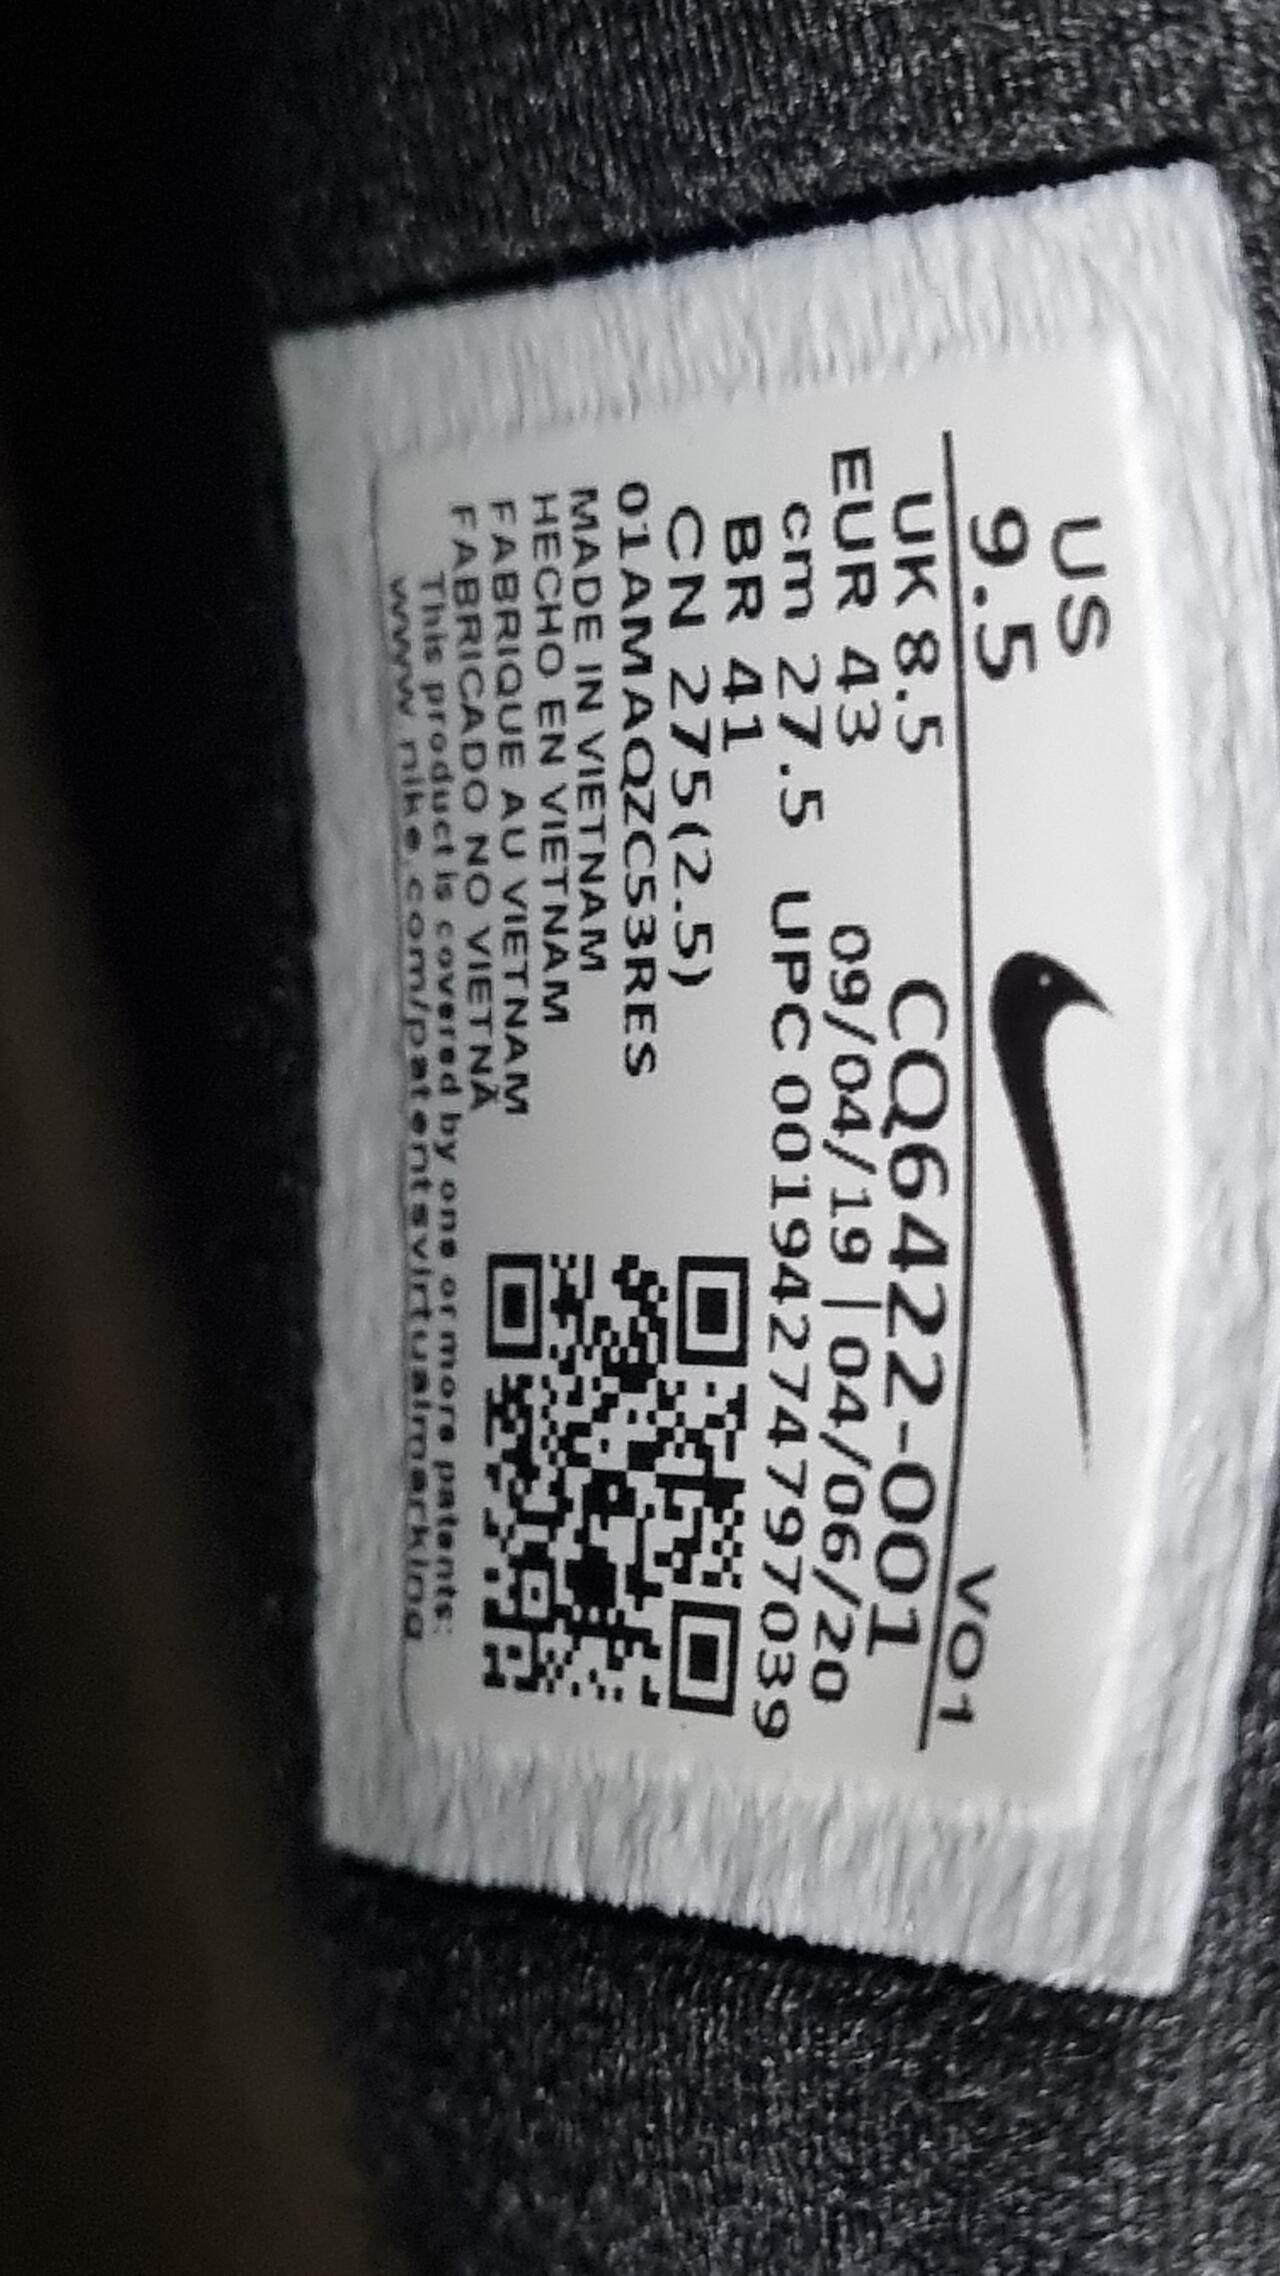 US
9.5
V01
UK 8.5 CQ6422-001
EUR 43 09/04/19 | 04/06/20
cm 27.5 UPC 00194274797039
BR 41
CN 275(2.5)
01AMAQZC53RES
MADE IN VIETNAM
HECHO EN VIETNAM
FABRIQUE AU VIETNAM
FABRICADO NO VIETNÃ
This product is covered by one or more patents:
www.nike.com/patentsvirtualmarking